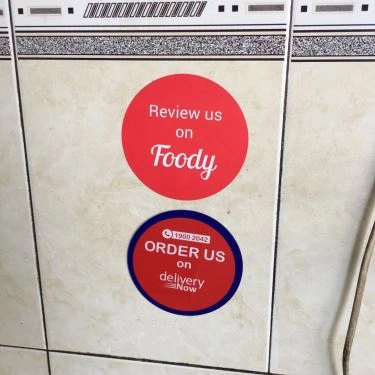 Review us
on
Foody
1900 2042
ORDER US
on
delivery
Now